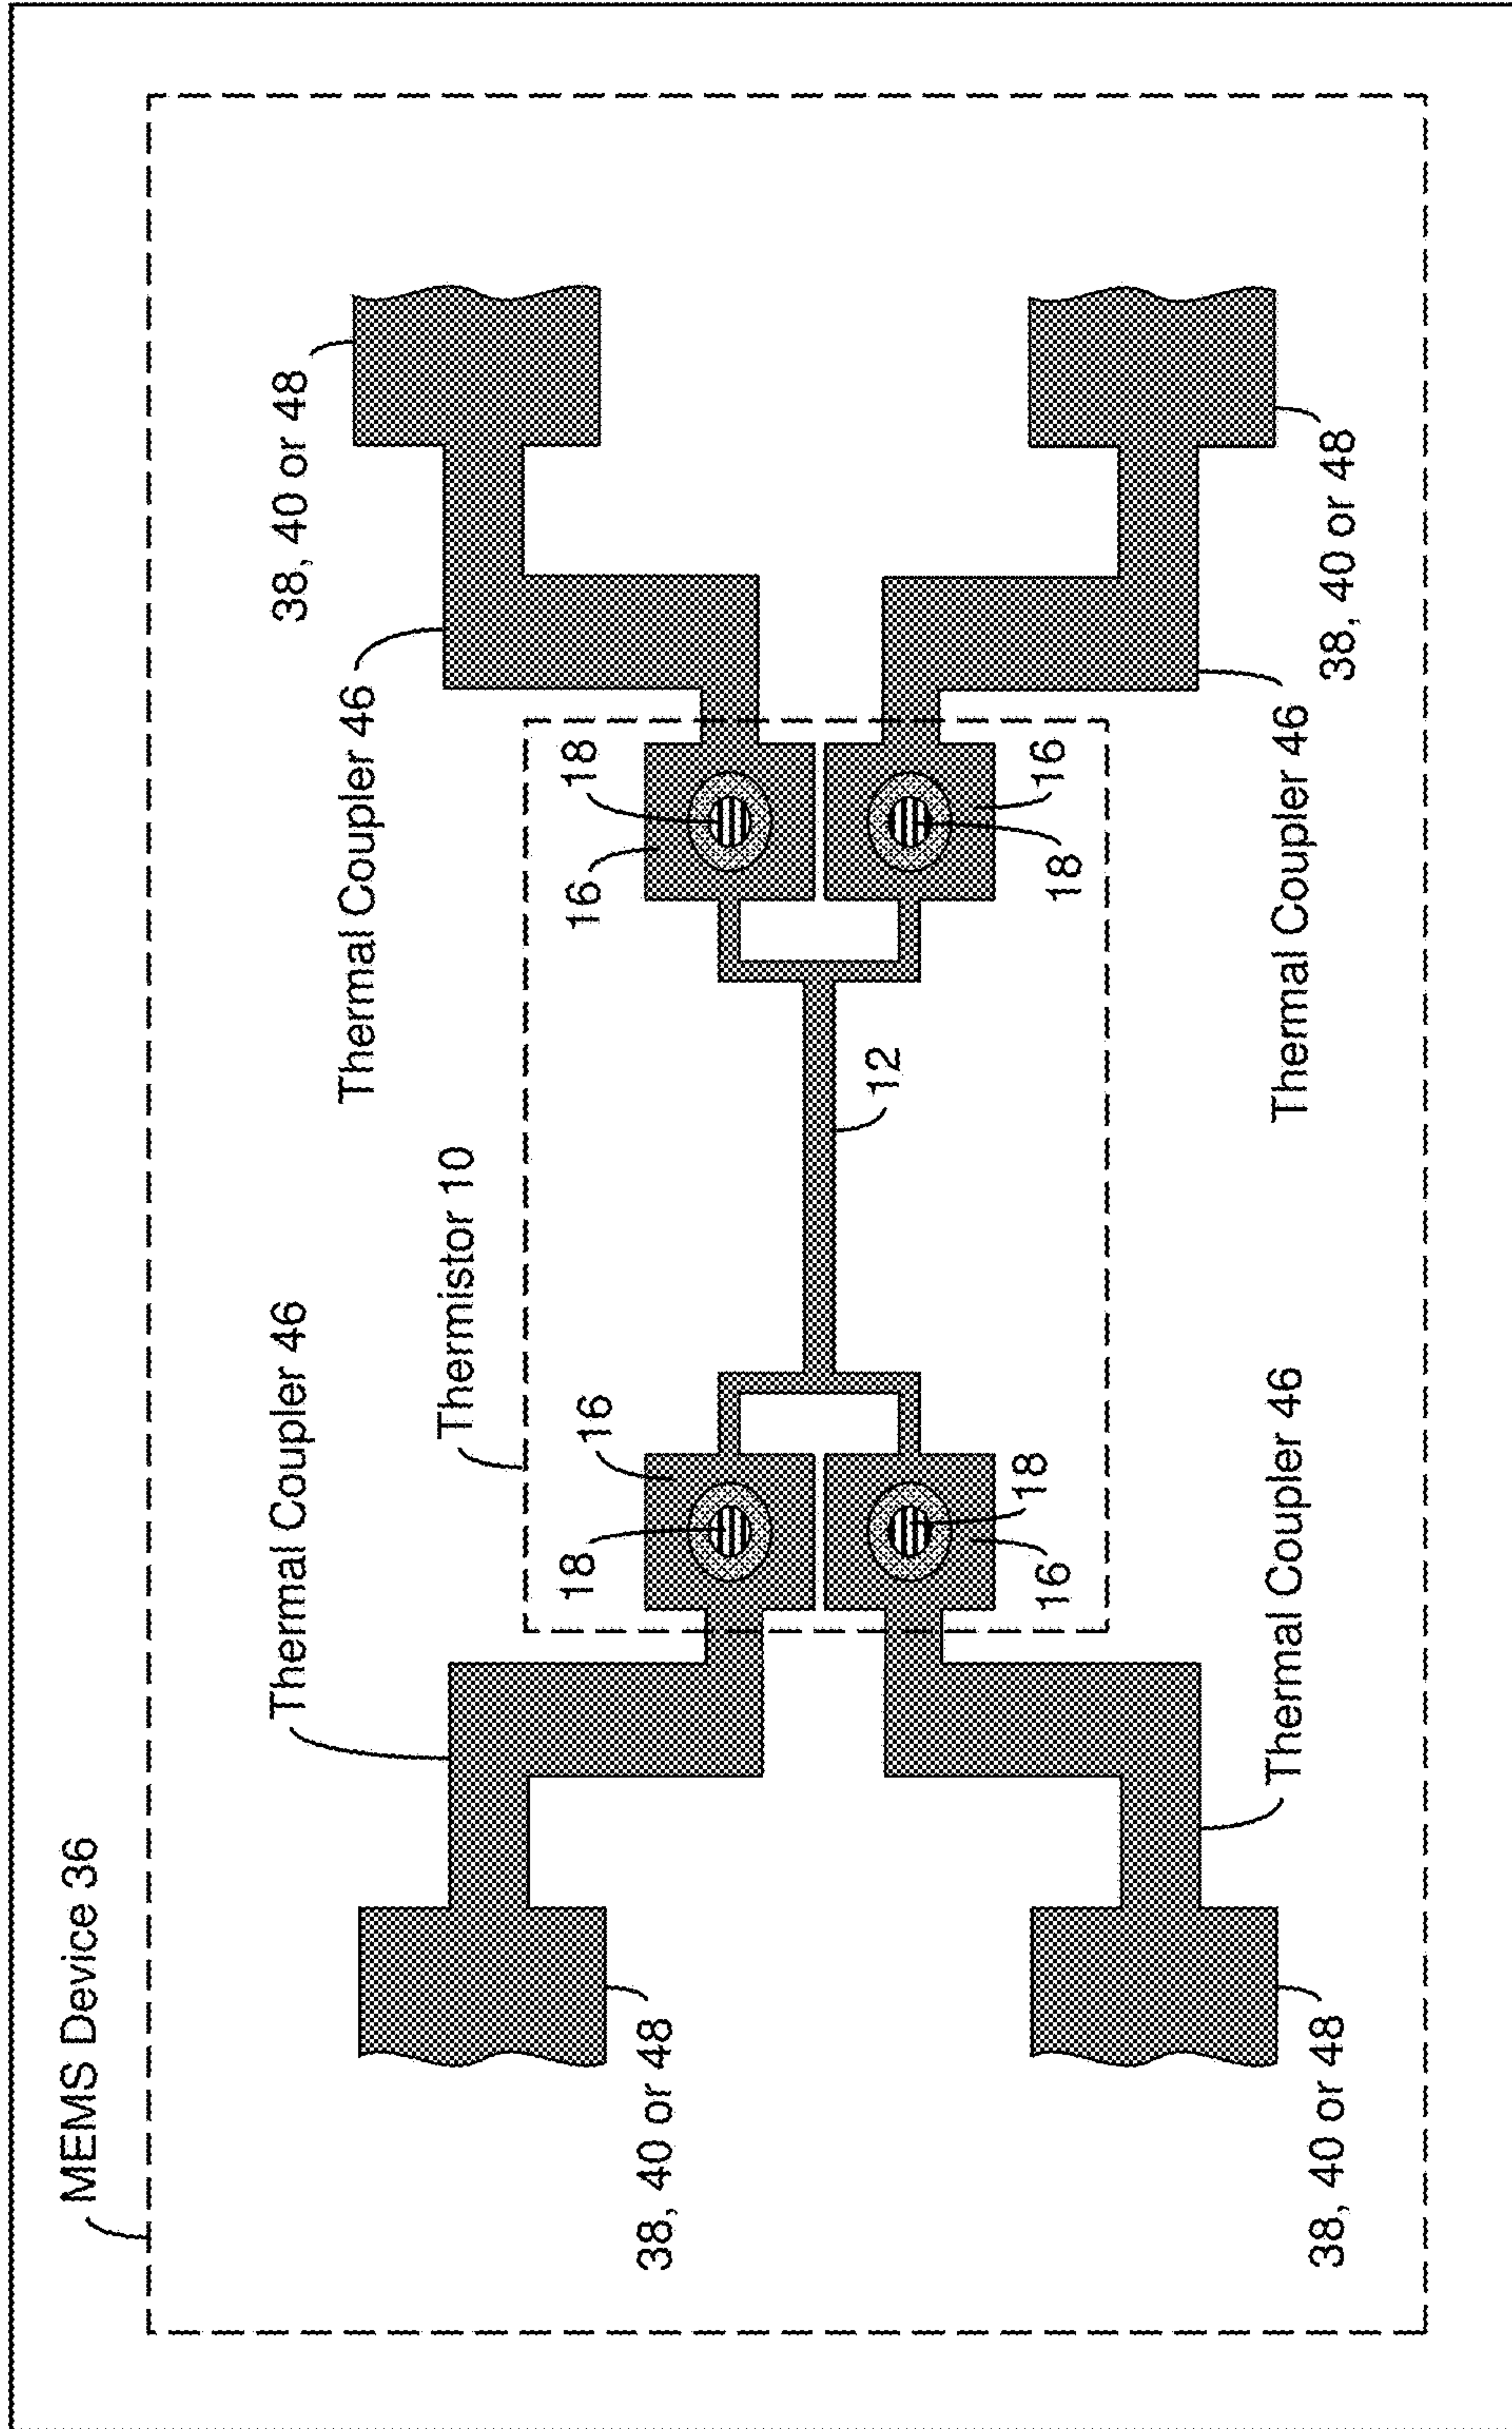 MEMS Device 36
Thermal Coupler 46
38, 40 or 48
Thermal Coupler 46
Thermistor 10
18
16
16
18
38, 40 or 48
12
16
18
18
16
Thermal Coupler 46
Thermal Coupler 46
38, 40 or 48
38, 40 or 48